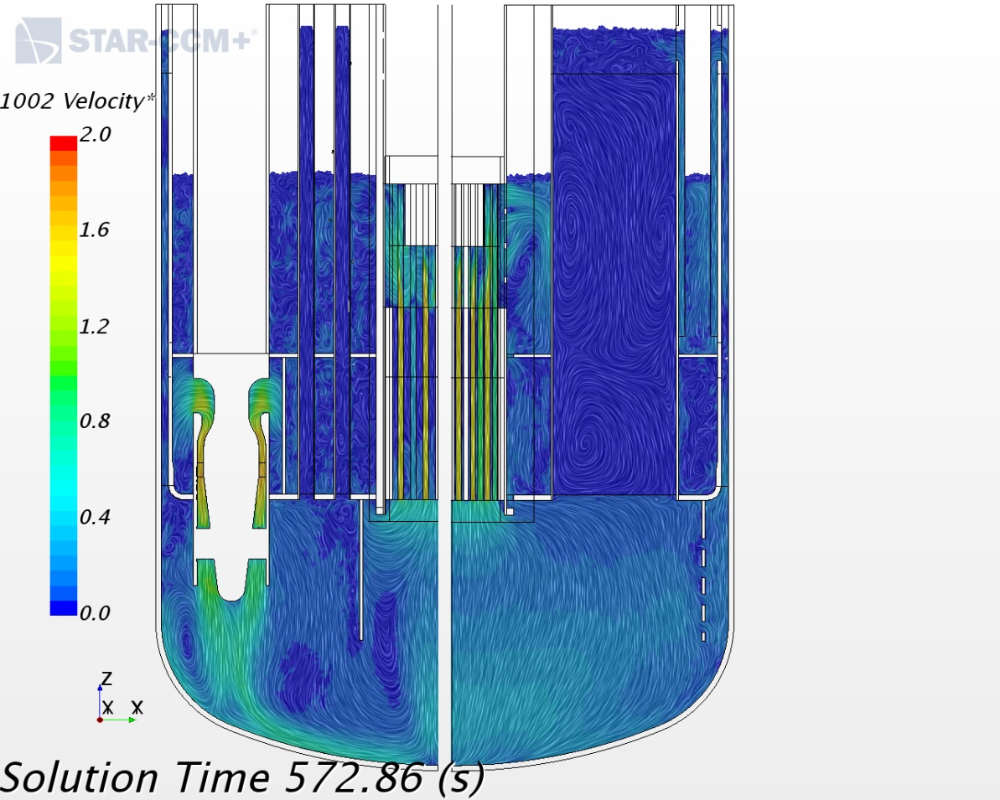 STAR-CCM+®
1002 Velocity*
2.0
1.6
1.2
0.8
0.4
0.0
Z
X X
Solution Time 572.86 (s)